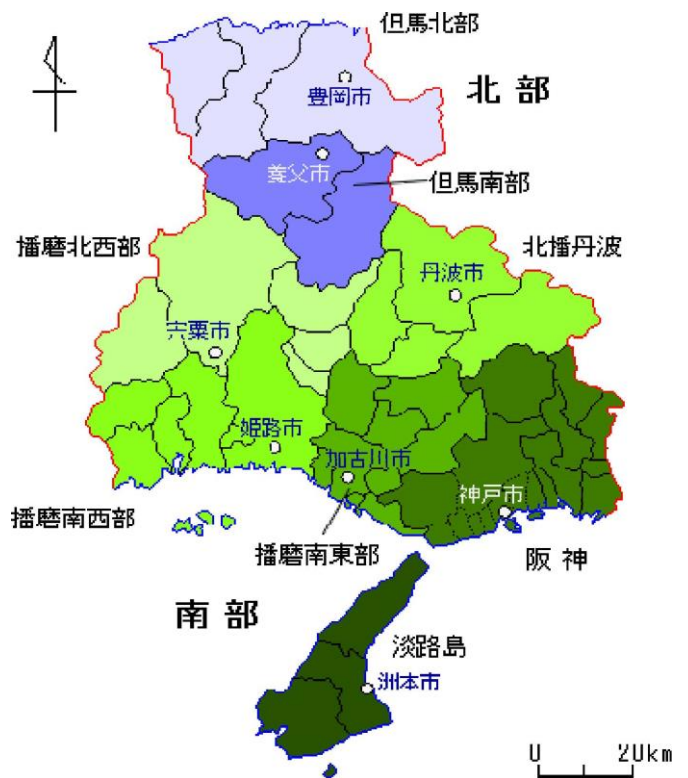 但馬北部
北部
豊岡市
養父市
但馬南部
播磨北西部
北播丹波
丹波市
宍粟市
姫路市
加古川市
神戸市
播磨南西部
播磨南東部
阪神
南部
淡路島
洲本市
0 20km